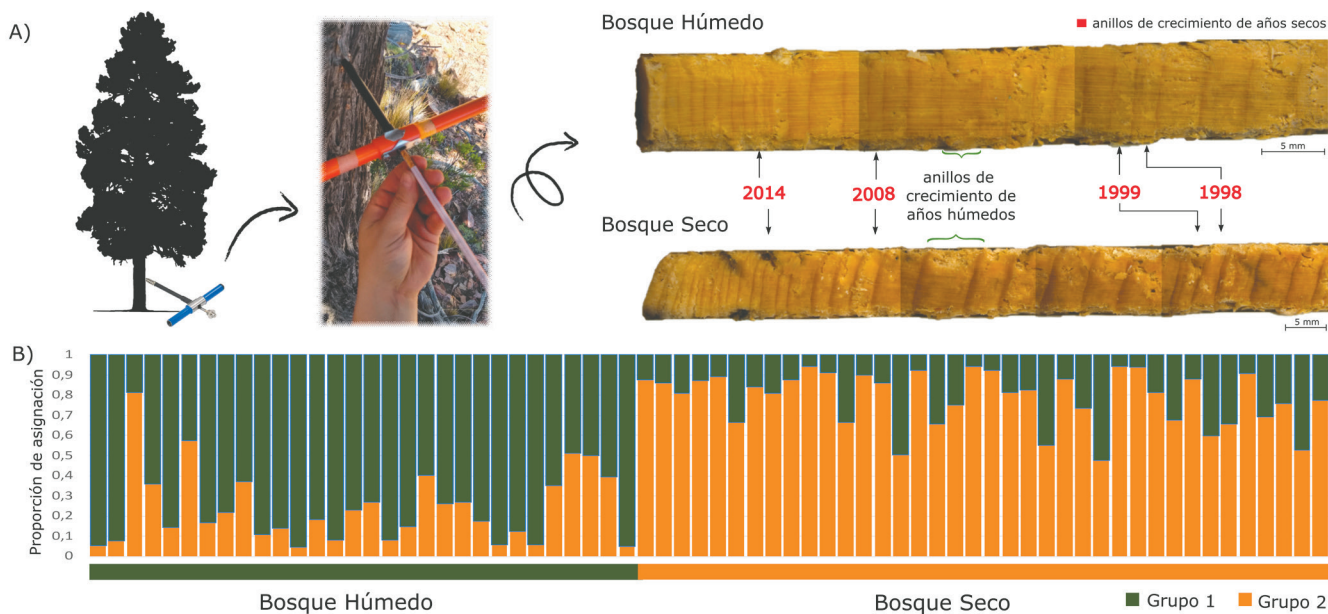 A)
Bosque Húmedo
anillos de crecimiento de años secos
5 mm
2014
2008
anillos de
crecimiento de
años húmedos
1999
1998
Bosque Seco
5 mm
B)
Proporción de asignación
1
0,9
0,8
0,7
0,6
0,5
0,4
0,3
0,2
0,1
0
Bosque Húmedo
Bosque Seco
Grupo 1
Grupo 2